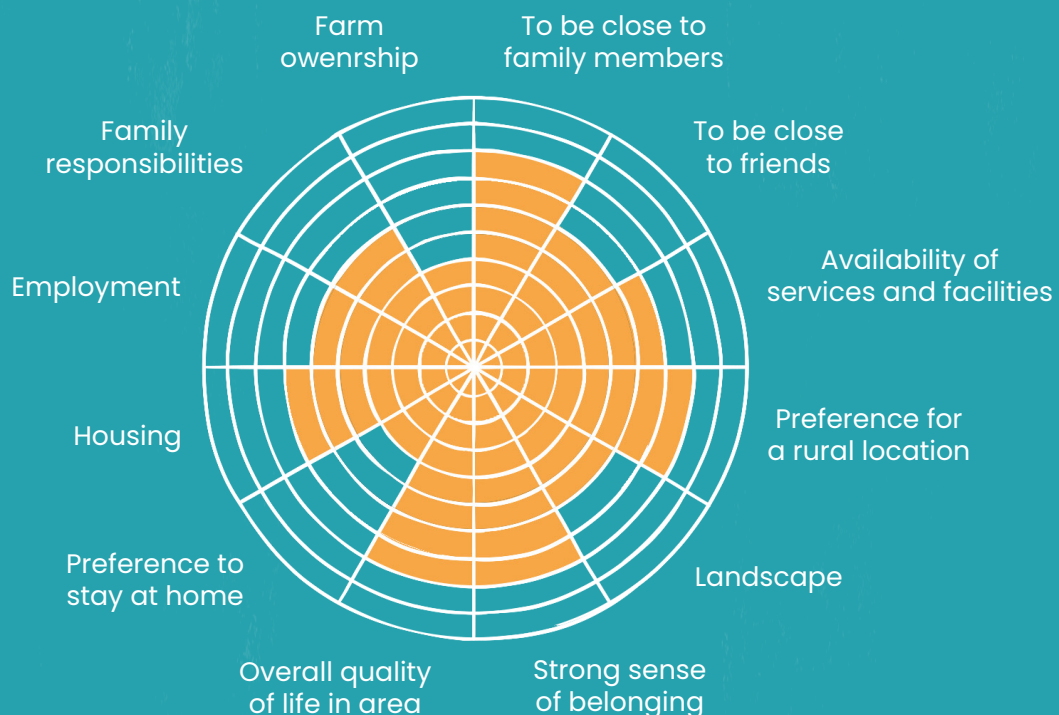 Farm
owenrship
To be close to
family members
Family
responsibilities
To be close
to friends
Employment
Availability of
services and facilities
Housing
Preference for
a rural location
Preference to
stay at home
Landscape
Overall quality
of life in area
Strong sense
of belonging